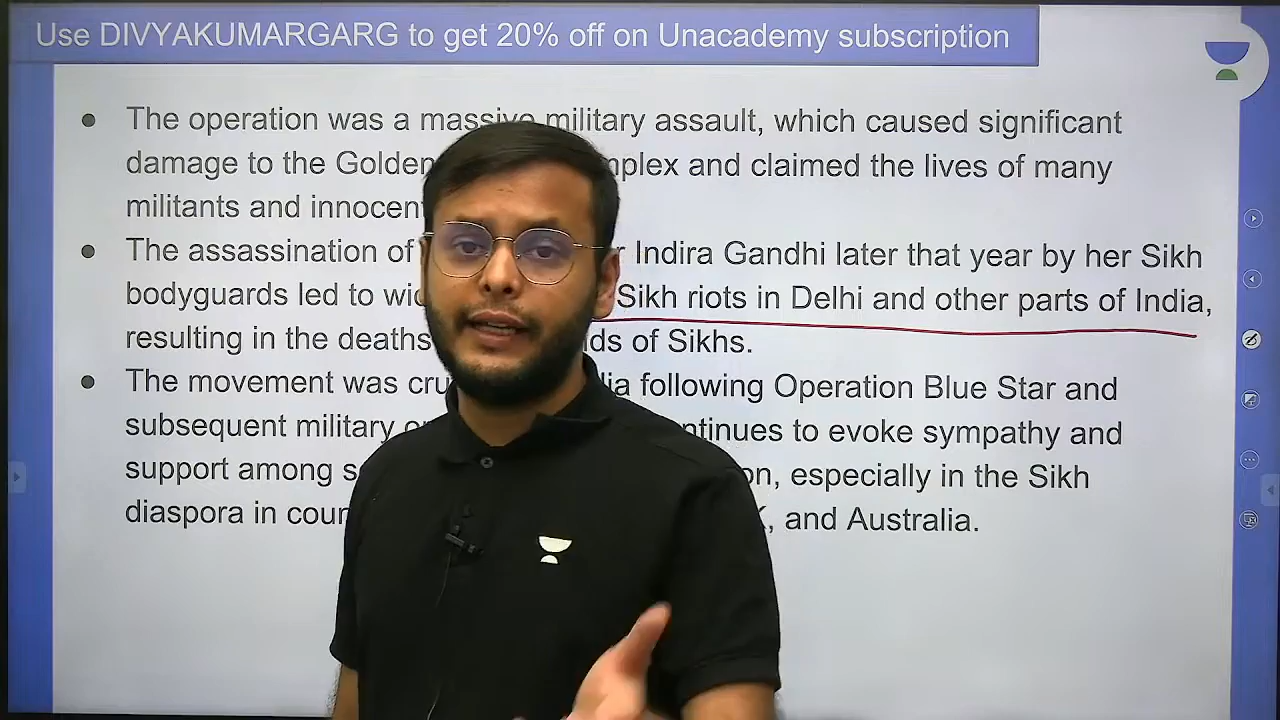 Use DIVYAKUMARGARG to get 20% off on Unacademy subscription
The operation was a massive military assault, which caused significant
damage to the Golden mplex and claimed the lives of many
militants and innocent
The assassination of r Indira Gandhi later that year by her Sikh
bodyguards led to wid Sikh riots in Delhi and other parts of India,
resulting in the deaths nds of Sikhs.
The movement was cru dia following Operation Blue Star and
subsequent military op ntinues to evoke sympathy and
support among s on, especially in the Sikh
diaspora in coun K, and Australia.